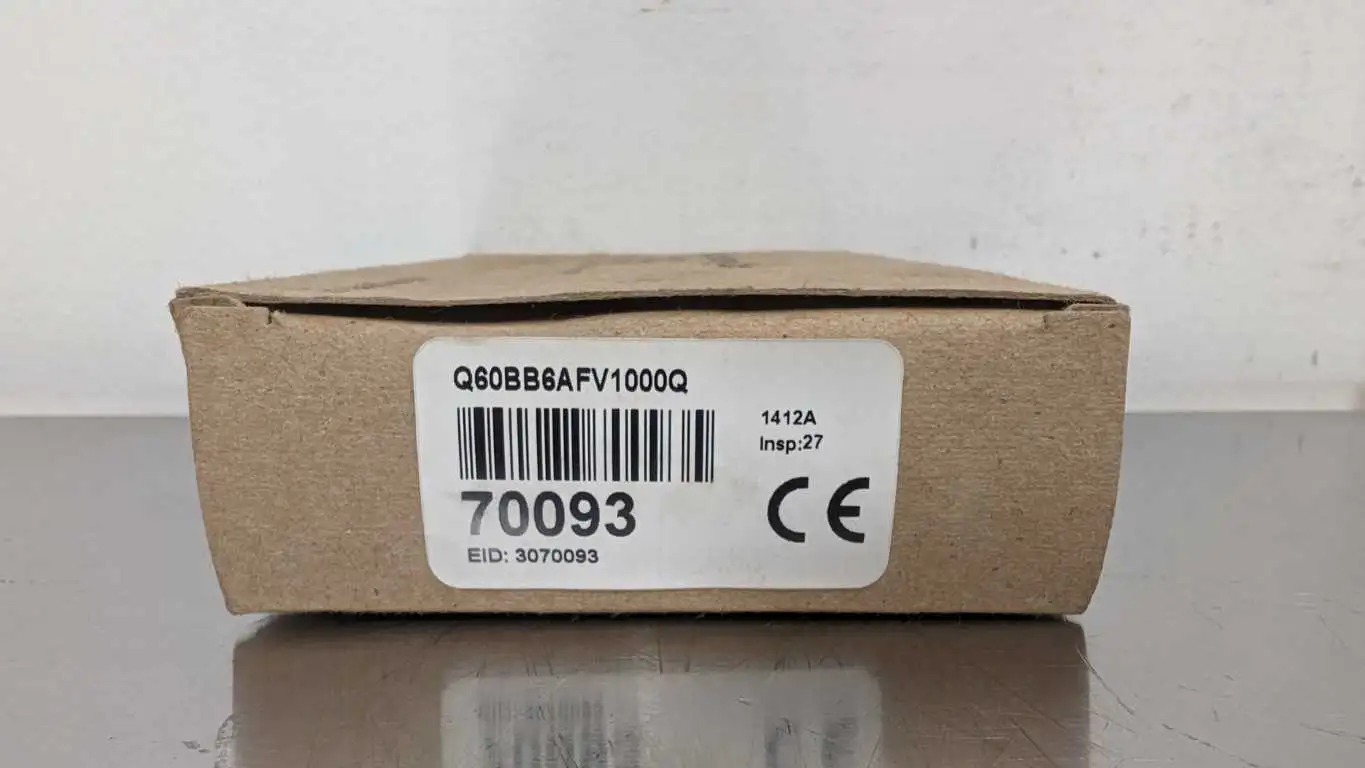 Q60BB6AFV1000Q
1412A
Insp:27
70093
EID: 3070093
CE